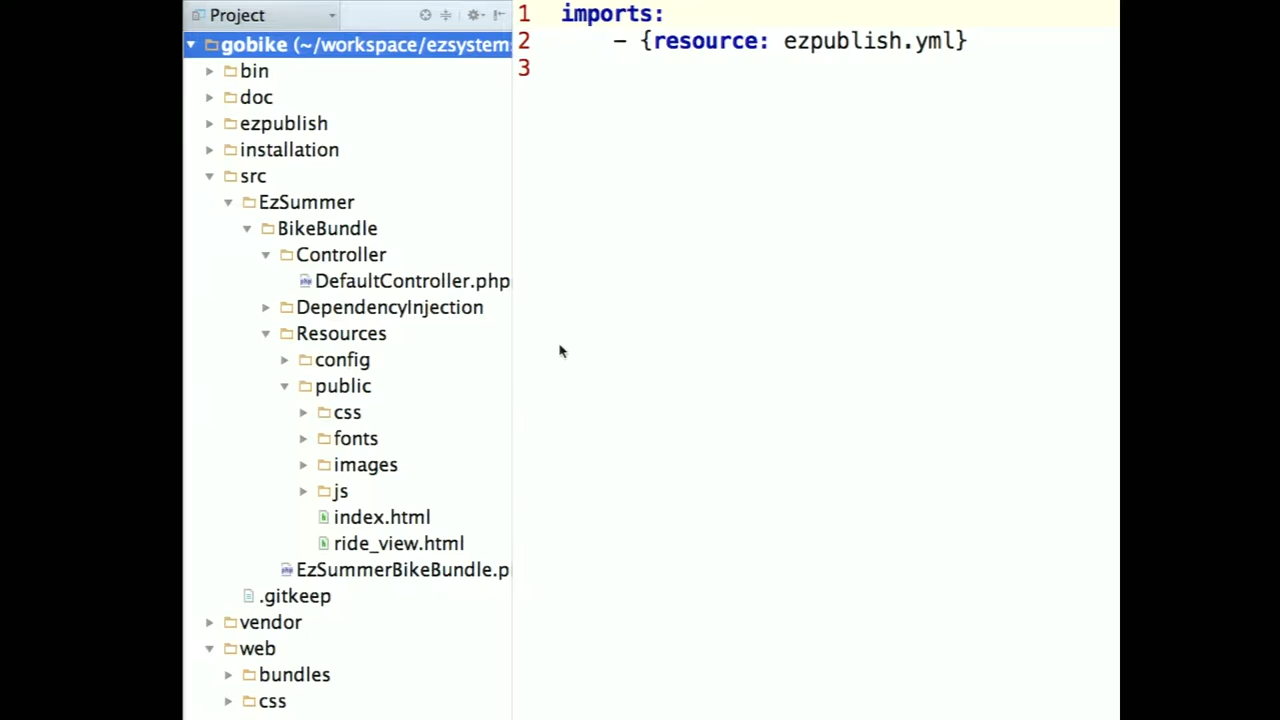 Project
gobike (~/workspace/ezsystem
bin
doc
ezpublish
installation
src
EzSummer
BikeBundle
Controller
DefaultController.php
DependencyInjection
Resources
config
public
css
fonts
images
js
index.html
ride_view.html
EzSummerBikeBundle.p
.gitkeep
vendor
web
bundles
css
1 imports:
2 - {resource: ezpublish.yml}
3